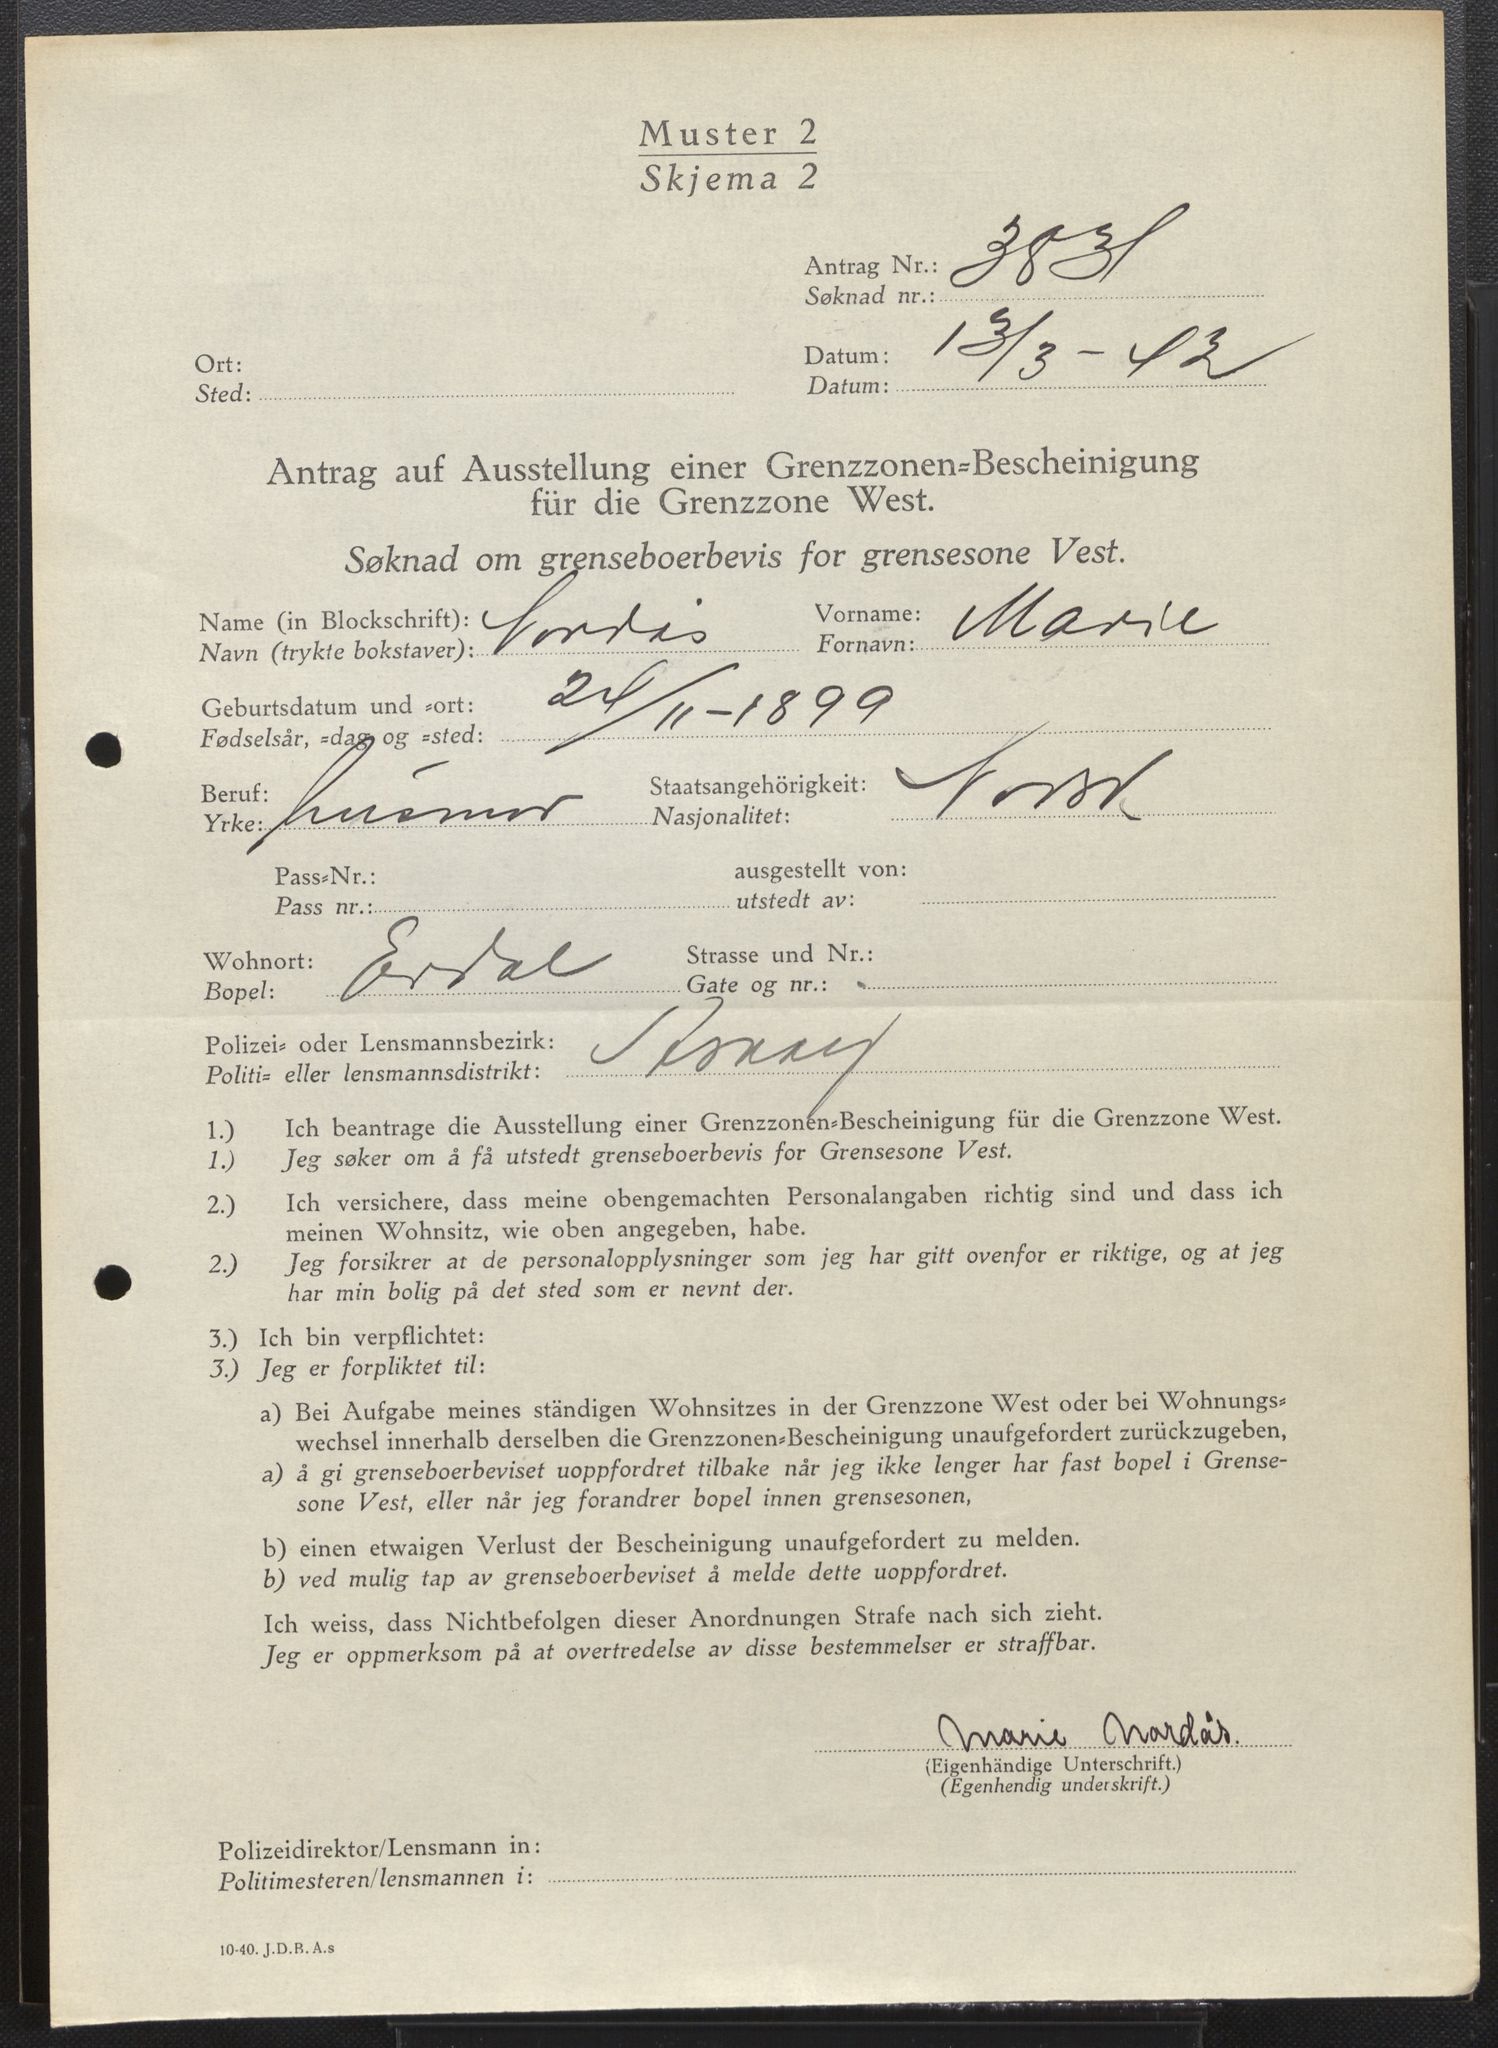 Muster 2
Skjema 2
Antrag Nr.: 3831
Søknad nr.:
Ort:
Sted:
Datum: 13/3-42
Datum:
Antrag auf Ausstellung einer Grenzzonen=Bescheinigung
für die Grenzzone West.
Søknad om grenseboerbevis for grensesone Vest.
Name (in Blockschrift): Nordås Vorname: Marie
Navn (trykte bokstaver): Fornavn:
Geburtsdatum und =ort: 24/11-1899
Fødselsår, =dag og =sted:
Beruf: husmor Staatsangehörigkeit: Norsk
Yrke: Nasjonalitet:
Pass=Nr.: ausgestellt von:
Pass nr.: utstedt av:
Wohnort: Erdal Strasse und Nr.:
Bopel: Gate og nr.:
Polizei= oder Lensmannsbezirk: Askøy
Politi= eller lensmannsdistrikt:
1.) Ich beantrage die Ausstellung einer Grenzzonen=Bescheinigung für die Grenzzone West.
1.) Jeg søker om å få utstedt grenseboerbevis for Grensesone Vest.
2.) Ich versichere, dass meine obengemachten Personalangaben richtig sind und dass ich
meinen Wohnsitz, wie oben angegeben, habe.
2.) Jeg forsikrer at de personalopplysninger som jeg har gitt ovenfor er riktige, og at jeg
har min bolig på det sted som er nevnt der.
3.) Ich bin verpflichtet:
3.) Jeg er forpliktet til:
a) Bei Aufgabe meines ständigen Wohnsitzes in der Grenzzone West oder bei Wohnungs=
wechsel innerhalb derselben die Grenzzonen=Bescheinigung unaufgefordert zurückzugeben,
a) å gi grenseboerbeviset uoppfordret tilbake når jeg ikke lenger har fast bopel i Grense-
sone Vest, eller når jeg forandrer bopel innen grensesonen,
b) einen etwaigen Verlust der Bescheinigung unaufgefordert zu melden.
b) ved mulig tap av grenseboerbeviset å melde dette uoppfordret.
Ich weiss, dass Nichtbefolgen dieser Anordnungen Strafe nach sich zieht.
Jeg er oppmerksom på at overtredelse av disse bestemmelser er straffbar.
Marie Nordås.
(Eigenhändige Unterschrift.)
(Egenhendig underskrift.)
Polizeidirektor/Lensmann in:
Politimesteren/lensmannen i:
10-40. J.D.B. A.s